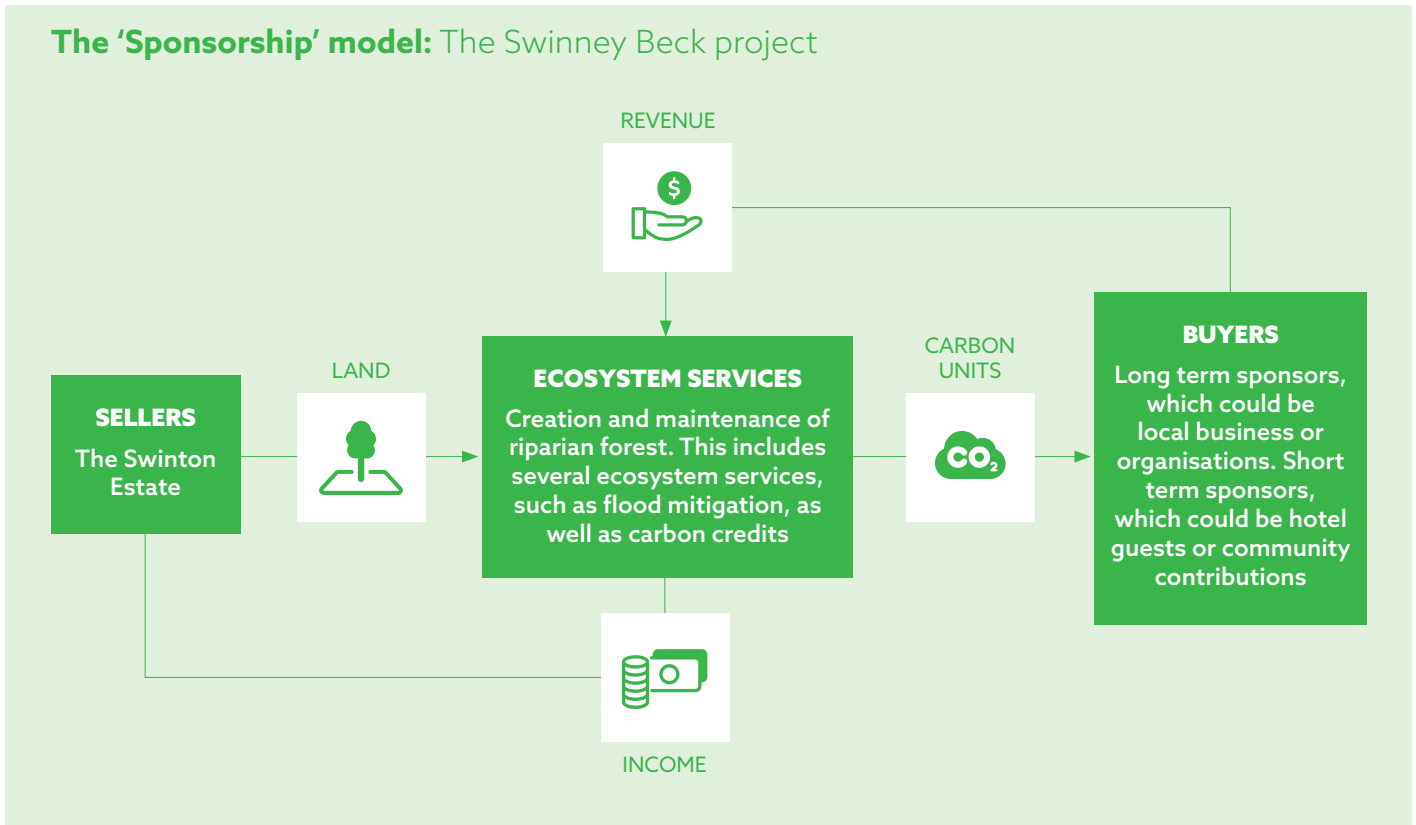 The ‘Sponsorship’ model: The Swinney Beck project
REVENUE
$
LAND
CARBON
UNITS
SELLERS
The Swinton
Estate
ECOSYSTEM SERVICES
Creation and maintenance of
riparian forest. This includes
several ecosystem services,
such as flood mitigation, as
well as carbon credits
CO₂
BUYERS
Long term sponsors,
which could be
local business or
organisations. Short
term sponsors,
which could be hotel
guests or community
contributions
INCOME